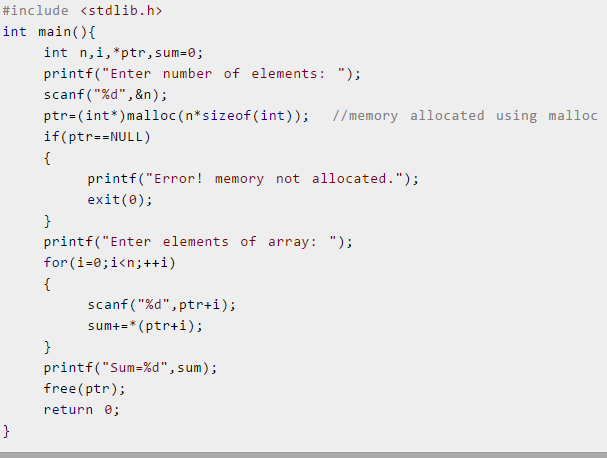 #include <stdlib.h>
int main(){
int n,i,*ptr,sum=0;
printf("Enter number of elements: ");
scanf("%d",&n);
ptr=(int*)malloc(n*sizeof(int)); //memory allocated using malloc
if(ptr==NULL)
{
printf("Error! memory not allocated.");
exit(0);
}
printf("Enter elements of array: ");
for(i=0;i<n;++i)
{
scanf("%d",ptr+i);
sum+=*(ptr+i);
}
printf("Sum=%d",sum);
free(ptr);
return 0;
}